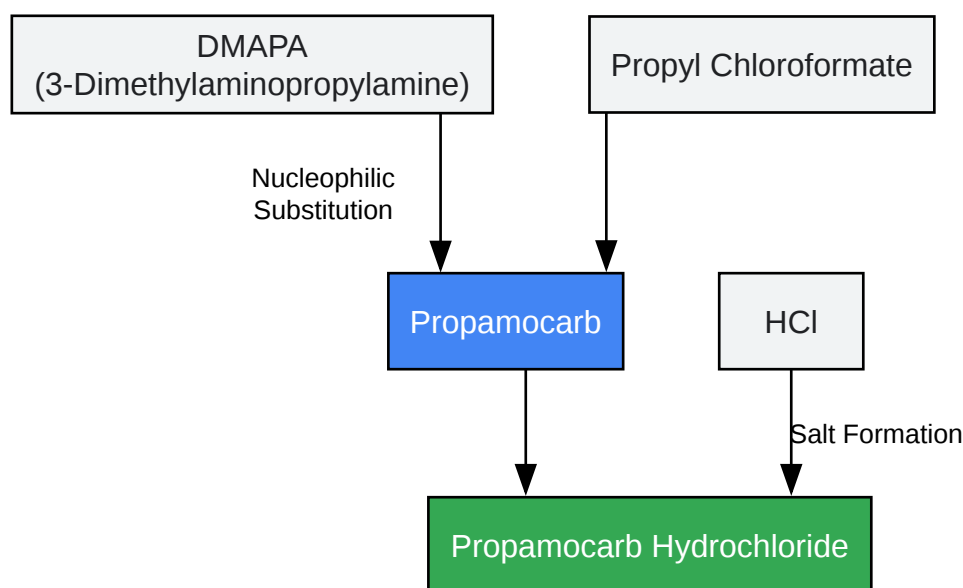 DMAPA
(3-Dimethylaminopropylamine)
Propyl Chloroformate
Nucleophilic
Substitution
Propamocarb
HCl
Salt Formation
Propamocarb Hydrochloride